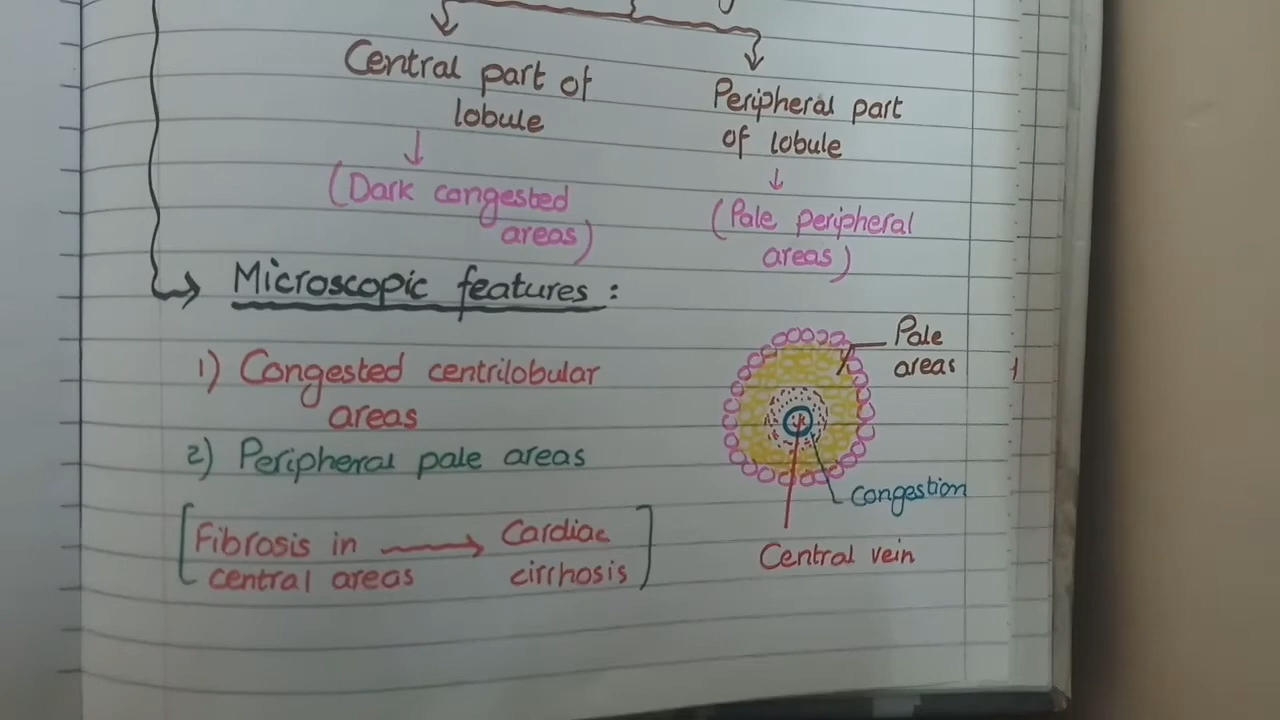 Central part of
lobule
(Dark congested
areas)
Peripheral part
of lobule
(Pale peripheral
areas)
Microscopic features :
1) Congested centrilobular
areas
2) Peripheral pale areas
[Fibrosis in → Cardiac
central areas cirrhosis]
Pale
areas
Congestion
Central vein